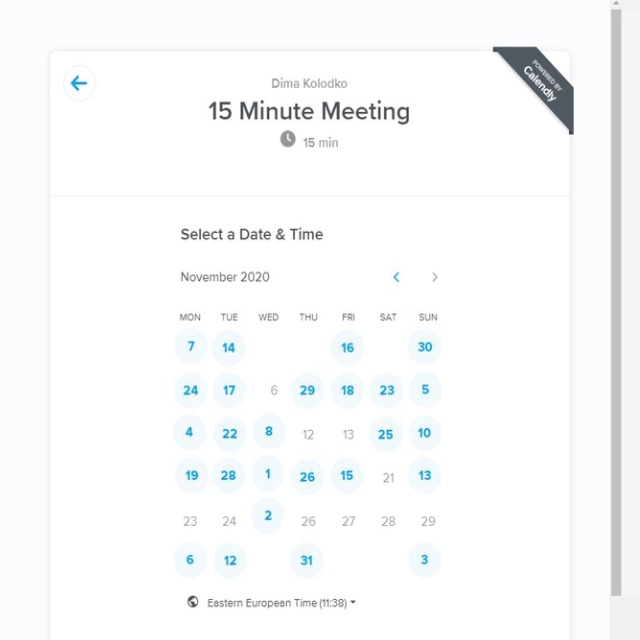 POWERED BY
Calendly
Dima Kolodko
15 Minute Meeting
15 min
Select a Date & Time
November 2020
MON TUE WED THU FRI SAT SUN
7 14 16 30
24 17 6 29 18 23 5
4 22 8 12 13 25 10
19 28 1 26 15 21 13
23 24 2 26 27 28 29
6 12 31 3
Eastern European Time (11:38)